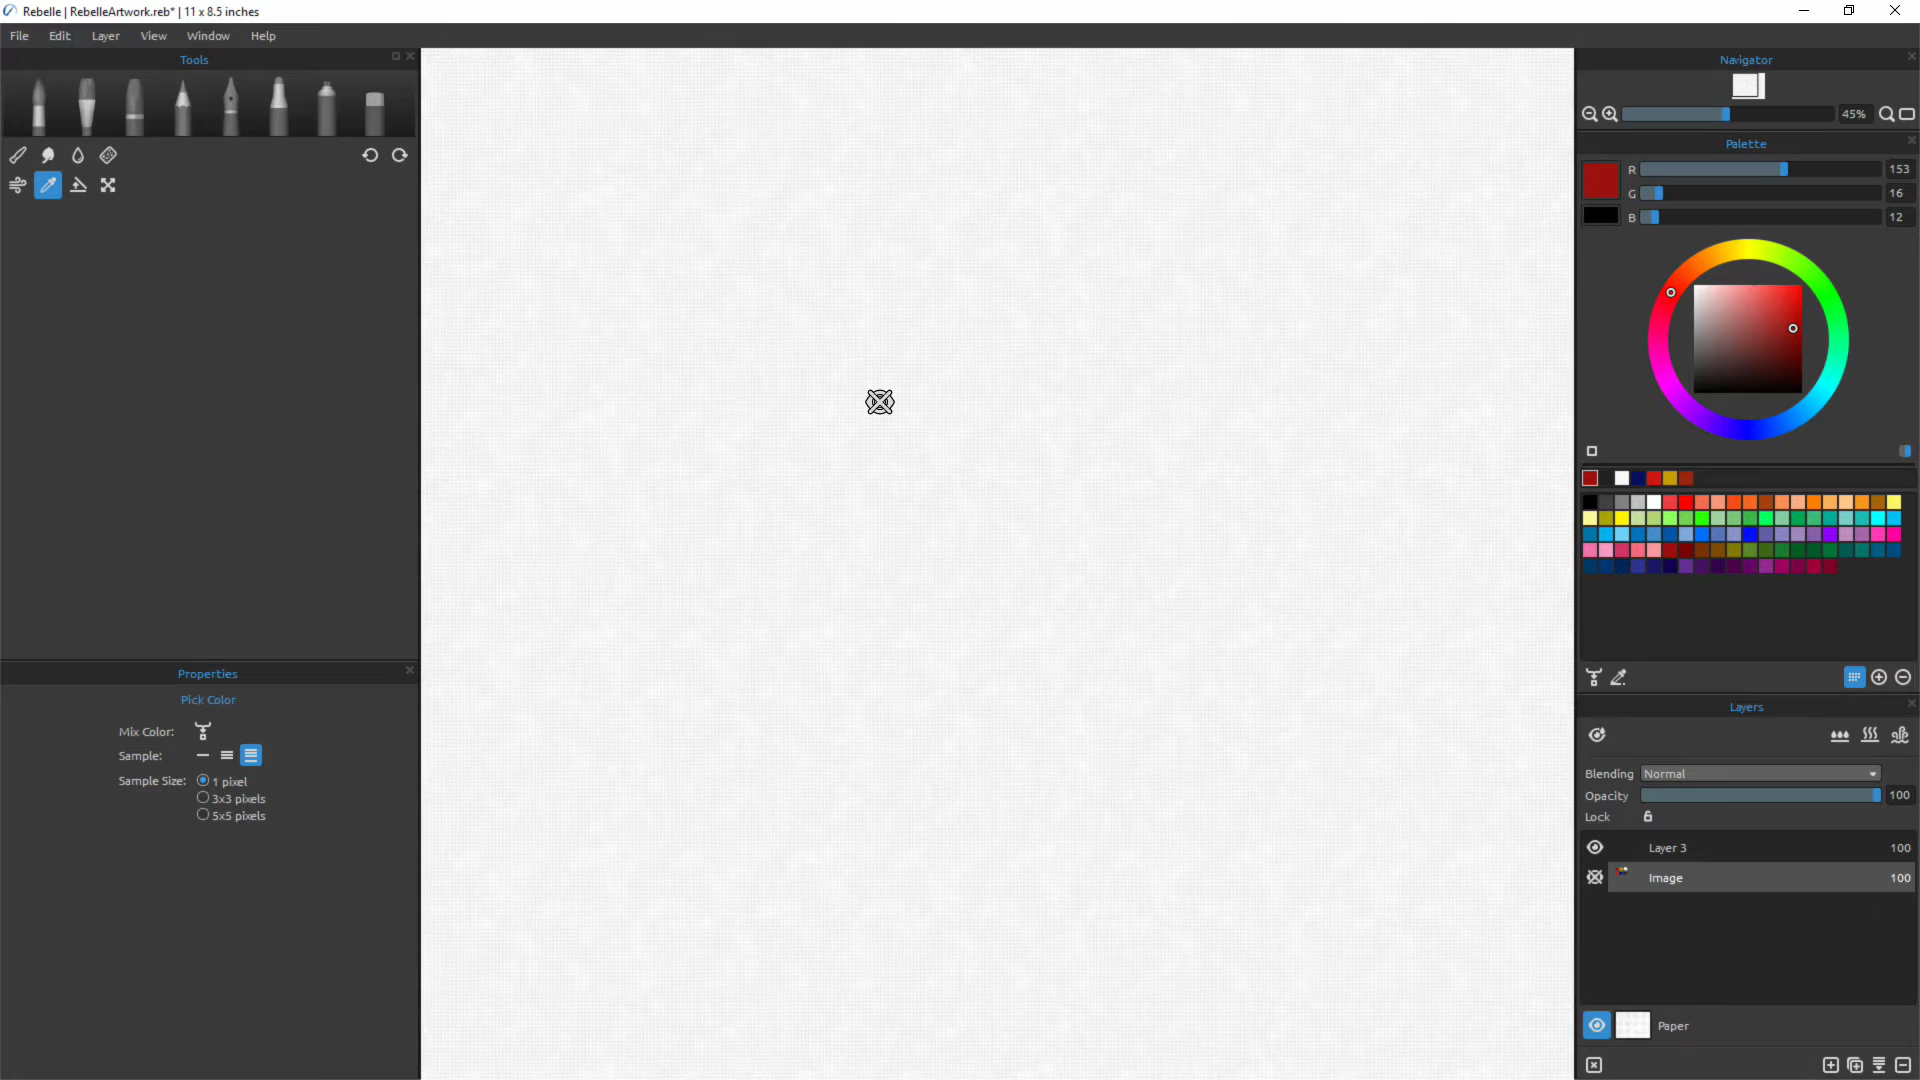 Rebelle | RebelleArtwork.reb* | 11 x 8.5 inches
File Edit Layer View Window Help
Tools
Navigator
45%
Palette
R 153
G 16
B 12
Properties
Pick Color
Mix Color:
Sample:
Sample Size: 1 pixel
3x3 pixels
5x5 pixels
Layers
Blending Normal
Opacity 100
Lock
Layer 3 100
Image 100
Paper